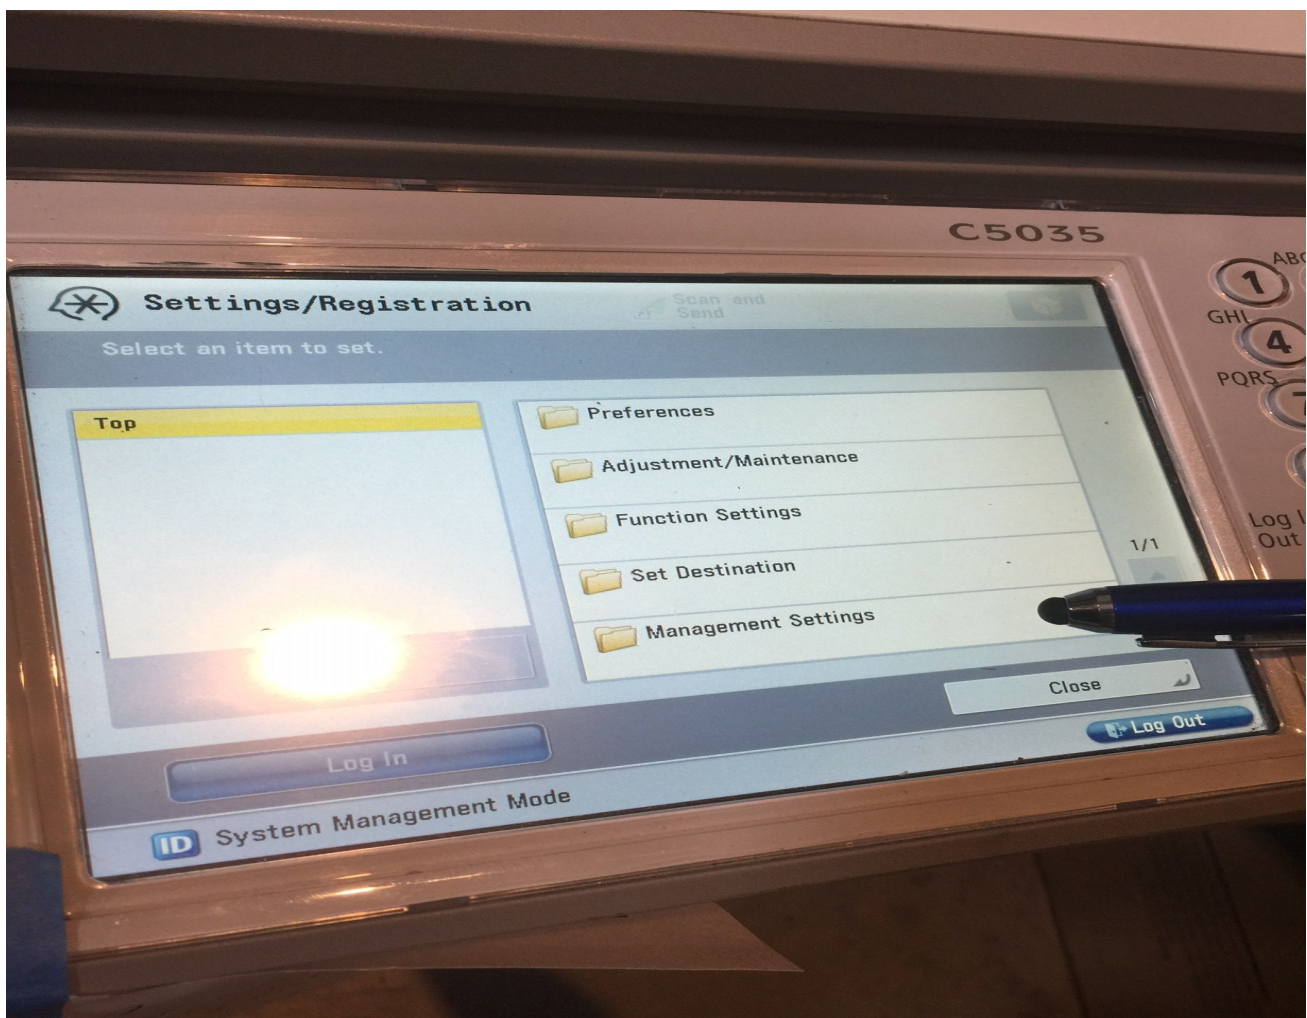 C5035
Settings/Registration
Scan and
Send
Select an item to set.
Top
Preferences
Adjustment/Maintenance
Function Settings
Set Destination
Management Settings
1/1
Close
Log In
Log Out
ID System Management Mode
1
ABC
GHI
4
PQRS
7
Log I
Out